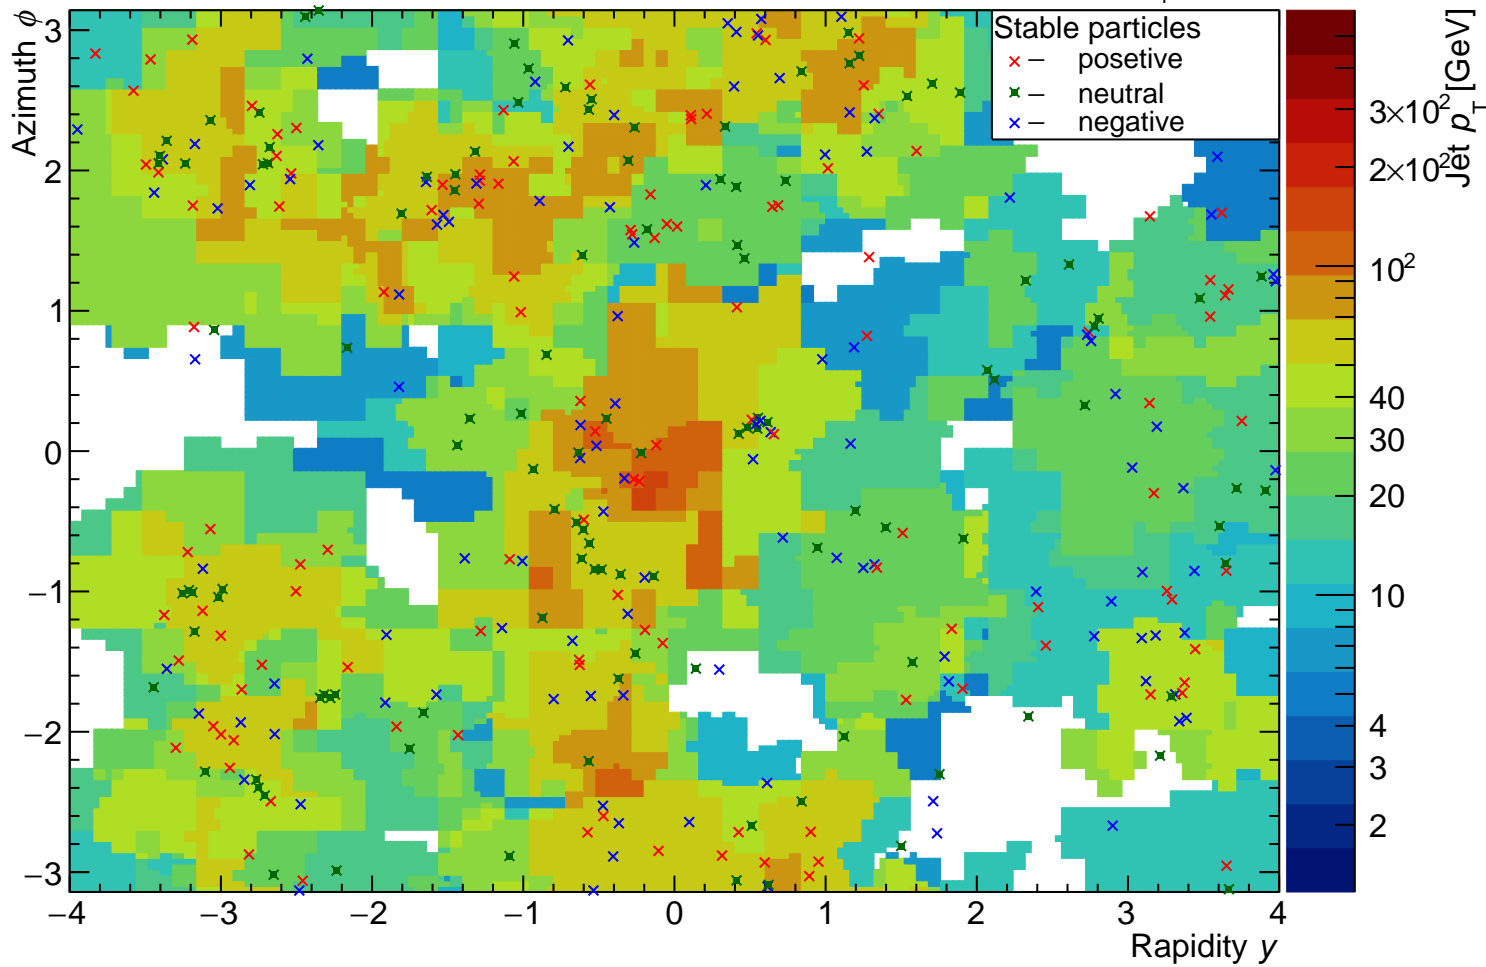 Stable particles
× – posetive
× – neutral
× – negative
Azimuth ϕ
3
2
1
0
−1
−2
−3
−4 −3 −2 −1 0 1 2 3 4
Rapidity y
Jet p_T [GeV]
3×10²
2×10²
10²
40
30
20
10
4
3
2